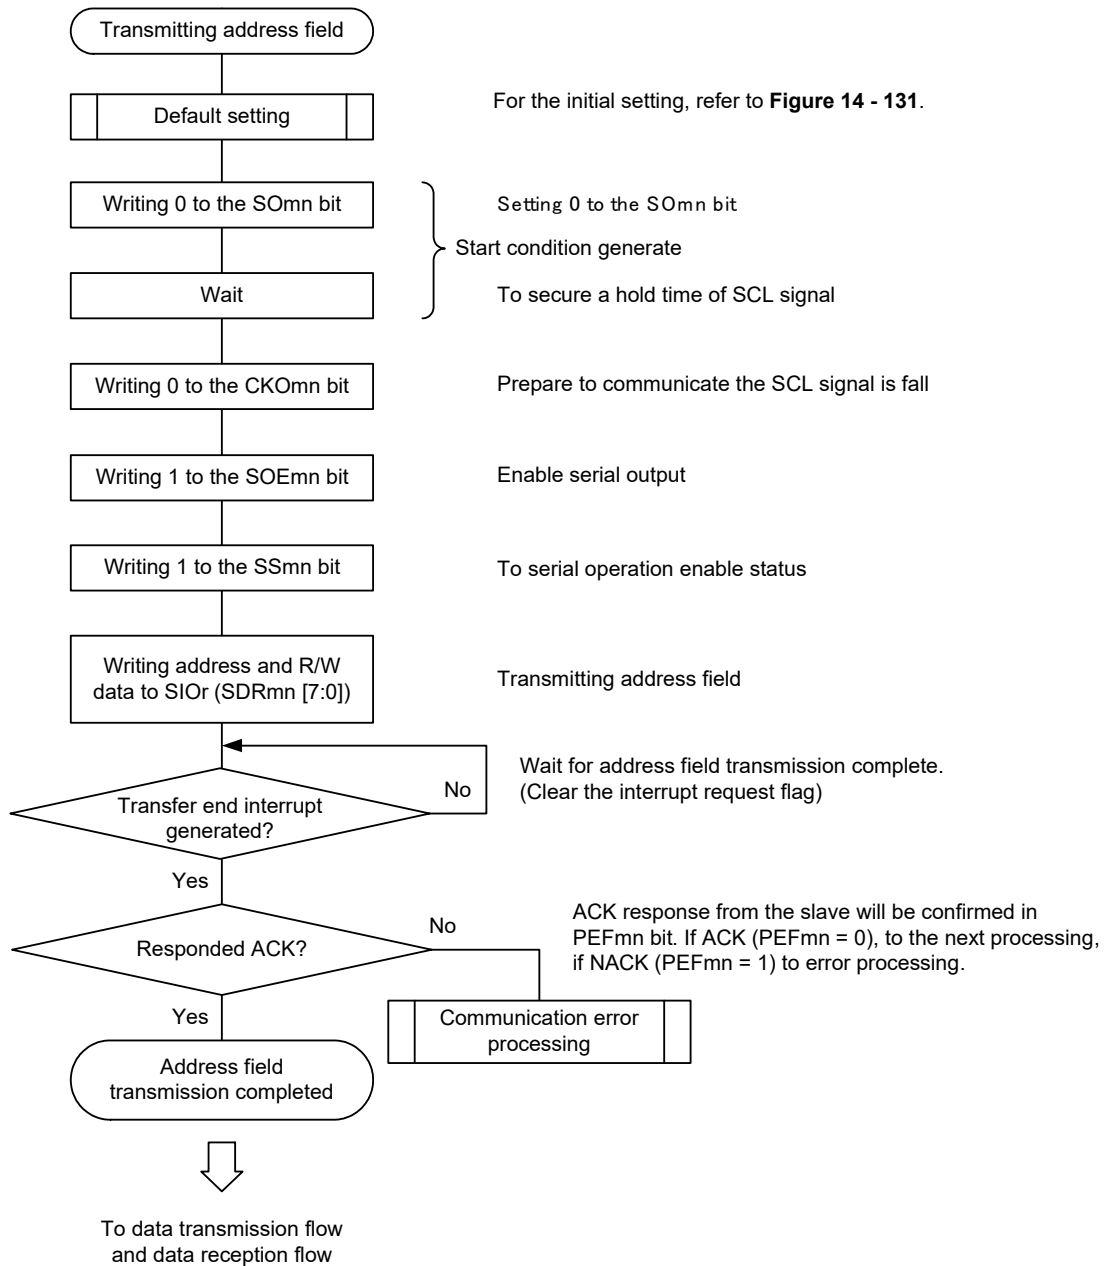 Transmitting address field
Default setting
For the initial setting, refer to Figure 14 - 131.
Writing 0 to the SOmn bit
Setting 0 to the SOmn bit
Start condition generate
Wait
To secure a hold time of SCL signal
Writing 0 to the CKOmn bit
Prepare to communicate the SCL signal is fall
Writing 1 to the SOEmn bit
Enable serial output
Writing 1 to the SSmn bit
To serial operation enable status
Writing address and R/W
data to SIOr (SDRmn [7:0])
Transmitting address field
Transfer end interrupt
generated?
No
Wait for address field transmission complete.
(Clear the interrupt request flag)
Yes
Responded ACK?
No
ACK response from the slave will be confirmed in
PEFmn bit. If ACK (PEFmn = 0), to the next processing,
if NACK (PEFmn = 1) to error processing.
Yes
Communication error
processing
Address field
transmission completed
To data transmission flow
and data reception flow